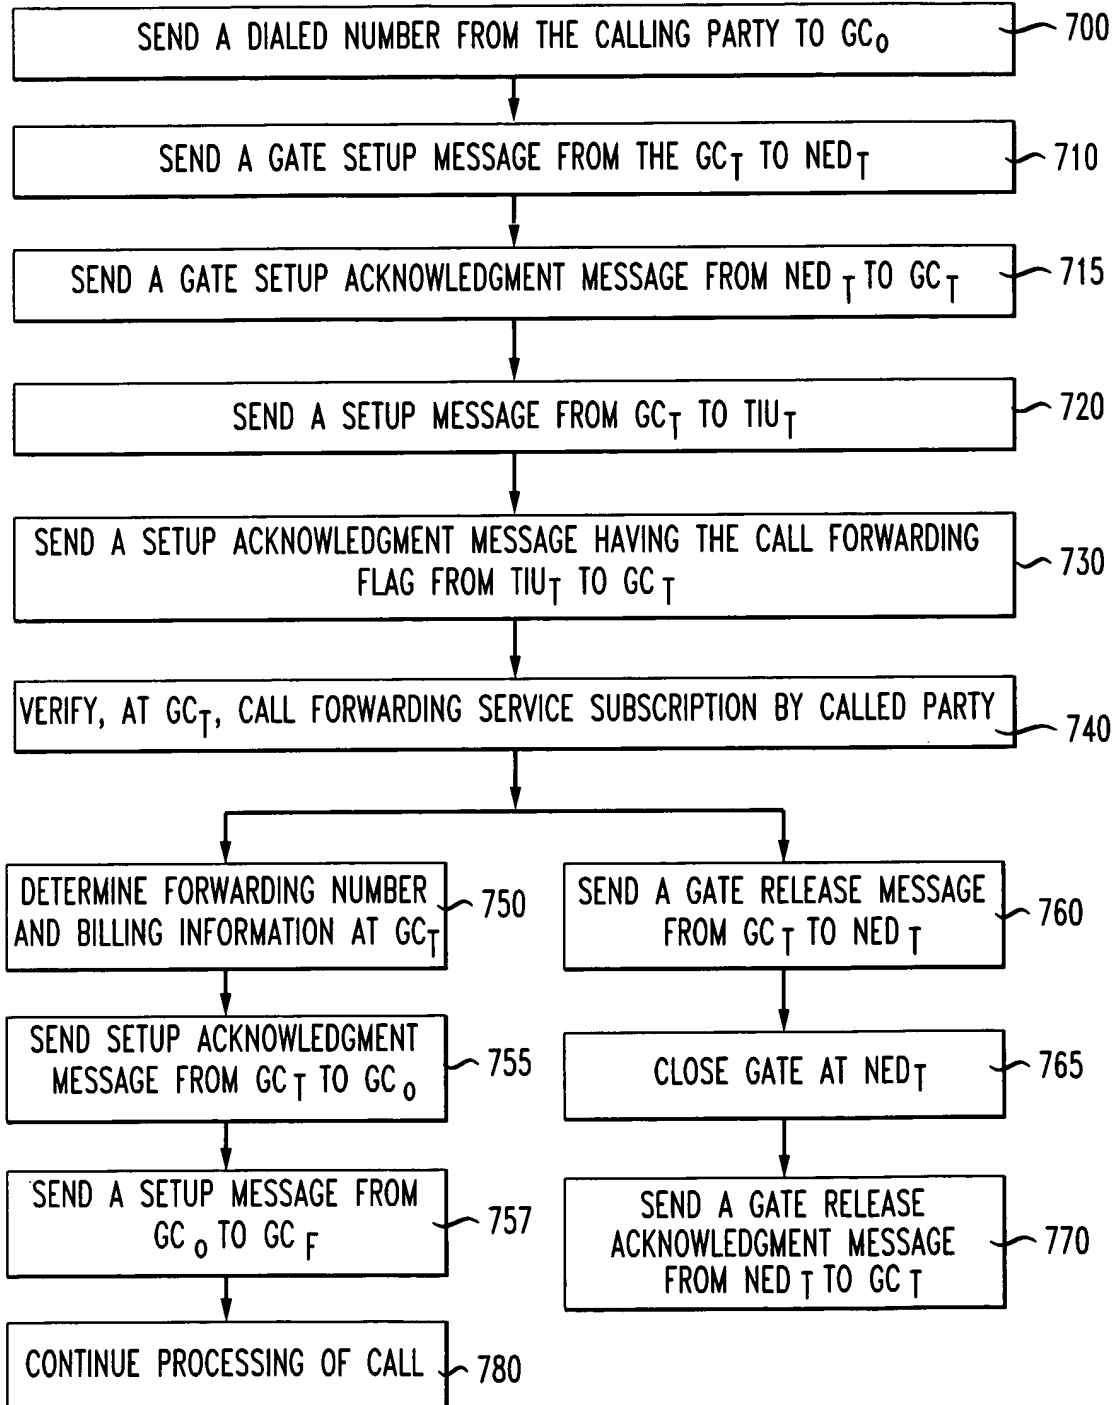 SEND A DIALED NUMBER FROM THE CALLING PARTY TO GCO
700
SEND A GATE SETUP MESSAGE FROM THE GCT TO NEDT
710
SEND A GATE SETUP ACKNOWLEDGMENT MESSAGE FROM NEDT TO GCT
715
SEND A SETUP MESSAGE FROM GCT TO TIUT
720
SEND A SETUP ACKNOWLEDGMENT MESSAGE HAVING THE CALL FORWARDING
FLAG FROM TIUT TO GCT
730
VERIFY, AT GCT, CALL FORWARDING SERVICE SUBSCRIPTION BY CALLED PARTY
740
DETERMINE FORWARDING NUMBER
AND BILLING INFORMATION AT GCT
750
SEND SETUP ACKNOWLEDGMENT
MESSAGE FROM GCT TO GCO
755
SEND A SETUP MESSAGE FROM
GCO TO GCF
757
CONTINUE PROCESSING OF CALL
780
SEND A GATE RELEASE MESSAGE
FROM GCT TO NEDT
760
CLOSE GATE AT NEDT
765
SEND A GATE RELEASE
ACKNOWLEDGMENT MESSAGE
FROM NEDT TO GCT
770